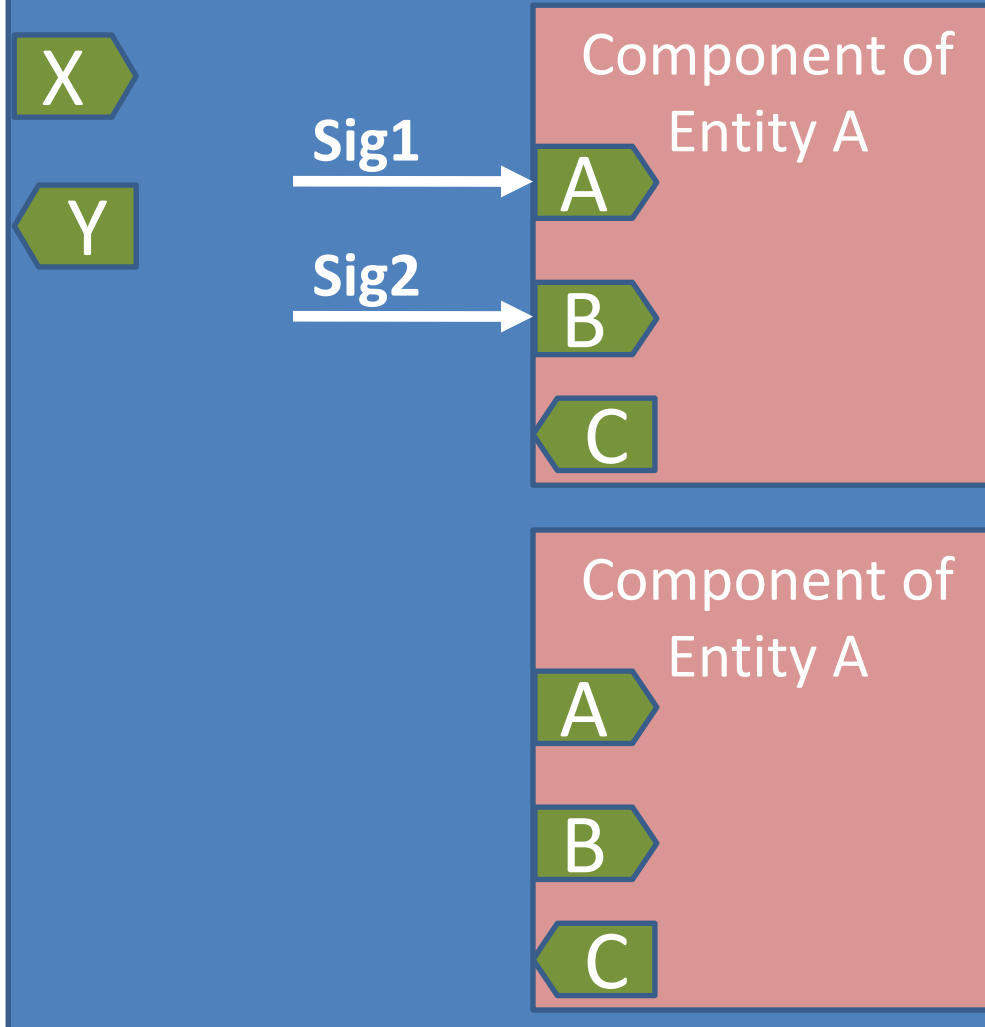 X
Y
Sig1
Sig2
Component of
Entity A
A
B
C
Component of
Entity A
A
B
C